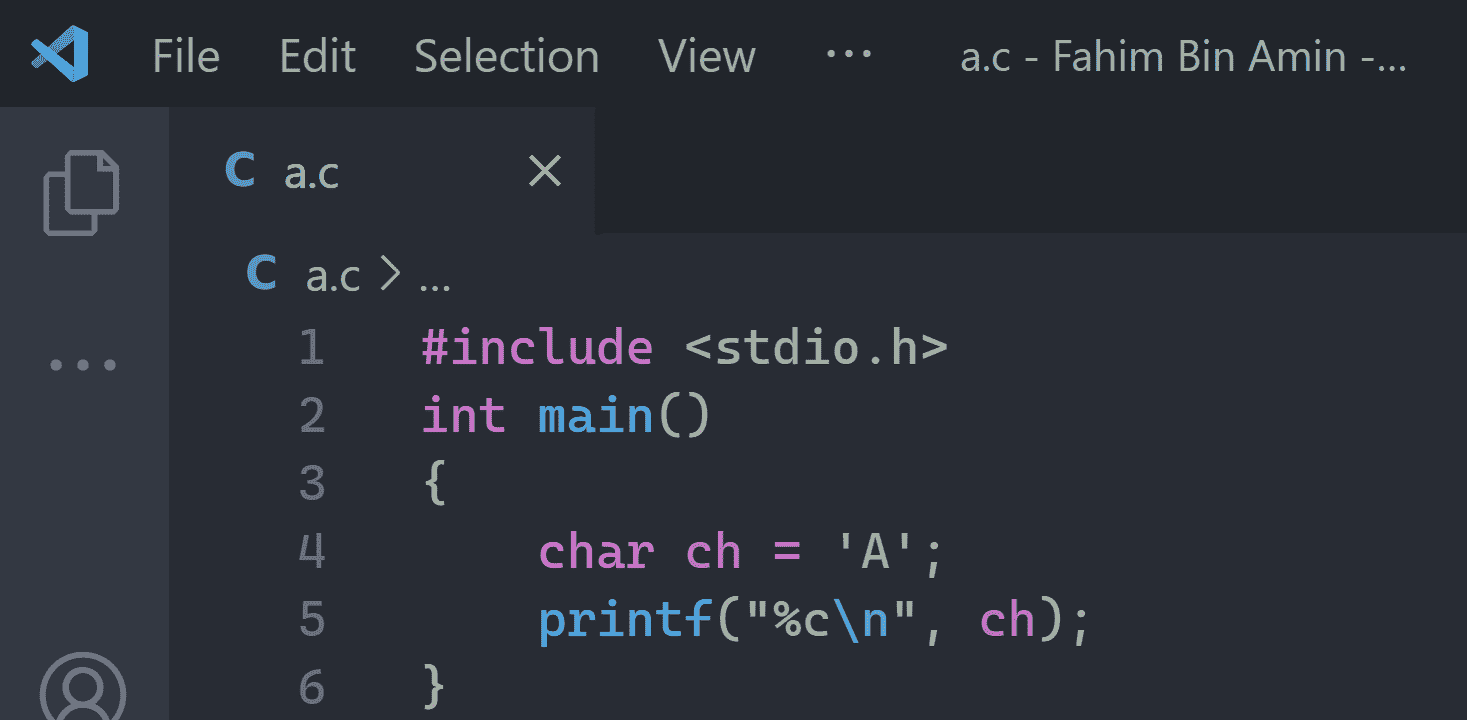 File Edit Selection View ... a.c - Fahim Bin Amin -...
C a.c
C a.c > ...
1 #include <stdio.h>
2 int main()
3 {
4     char ch = 'A';
5     printf("%c\n", ch);
6 }